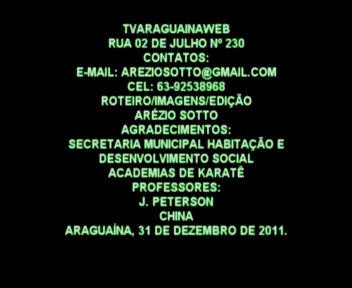 TVARAGUAINAWEB
RUA 02 DE JULHO Nº 230
CONTATOS:
E-MAIL: AREZIOSOTTO@GMAIL.COM
CEL: 63-92538968
ROTEIRO/IMAGENS/EDIÇÃO
ARÉZIO SOTTO
AGRADECIMENTOS:
SECRETARIA MUNICIPAL HABITAÇÃO E
DESENVOLVIMENTO SOCIAL
ACADEMIAS DE KARATÊ
PROFESSORES:
J. PETERSON
CHINA
ARAGUAÍNA, 31 DE DEZEMBRO DE 2011.